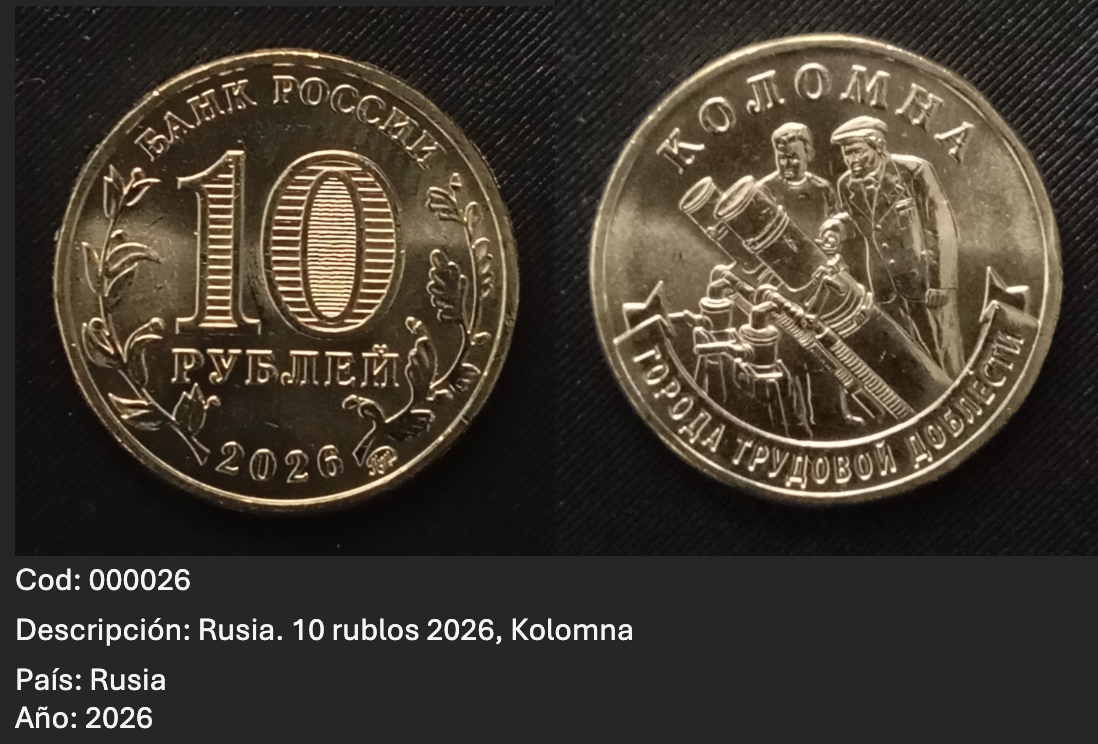 БАНК РОССИИ
10
РУБЛЕЙ
2026
ММД
КОЛОМНА
ГОРОДА ТРУДОВОЙ ДОБЛЕСТИ
Cod: 000026
Descripción: Rusia. 10 rublos 2026, Kolomna
País: Rusia
Año: 2026